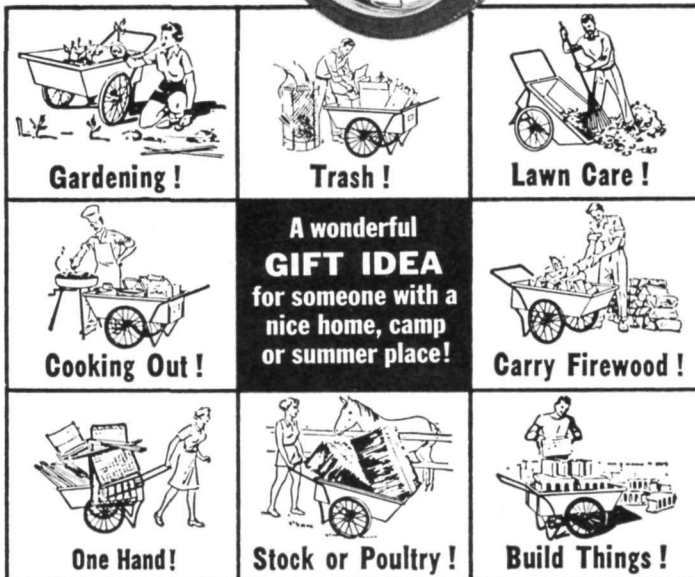 Gardening !
Trash !
Lawn Care !
A wonderful
GIFT IDEA
for someone with a
nice home, camp
or summer place!
Cooking Out !
Carry Firewood !
One Hand!
Stock or Poultry !
Build Things !